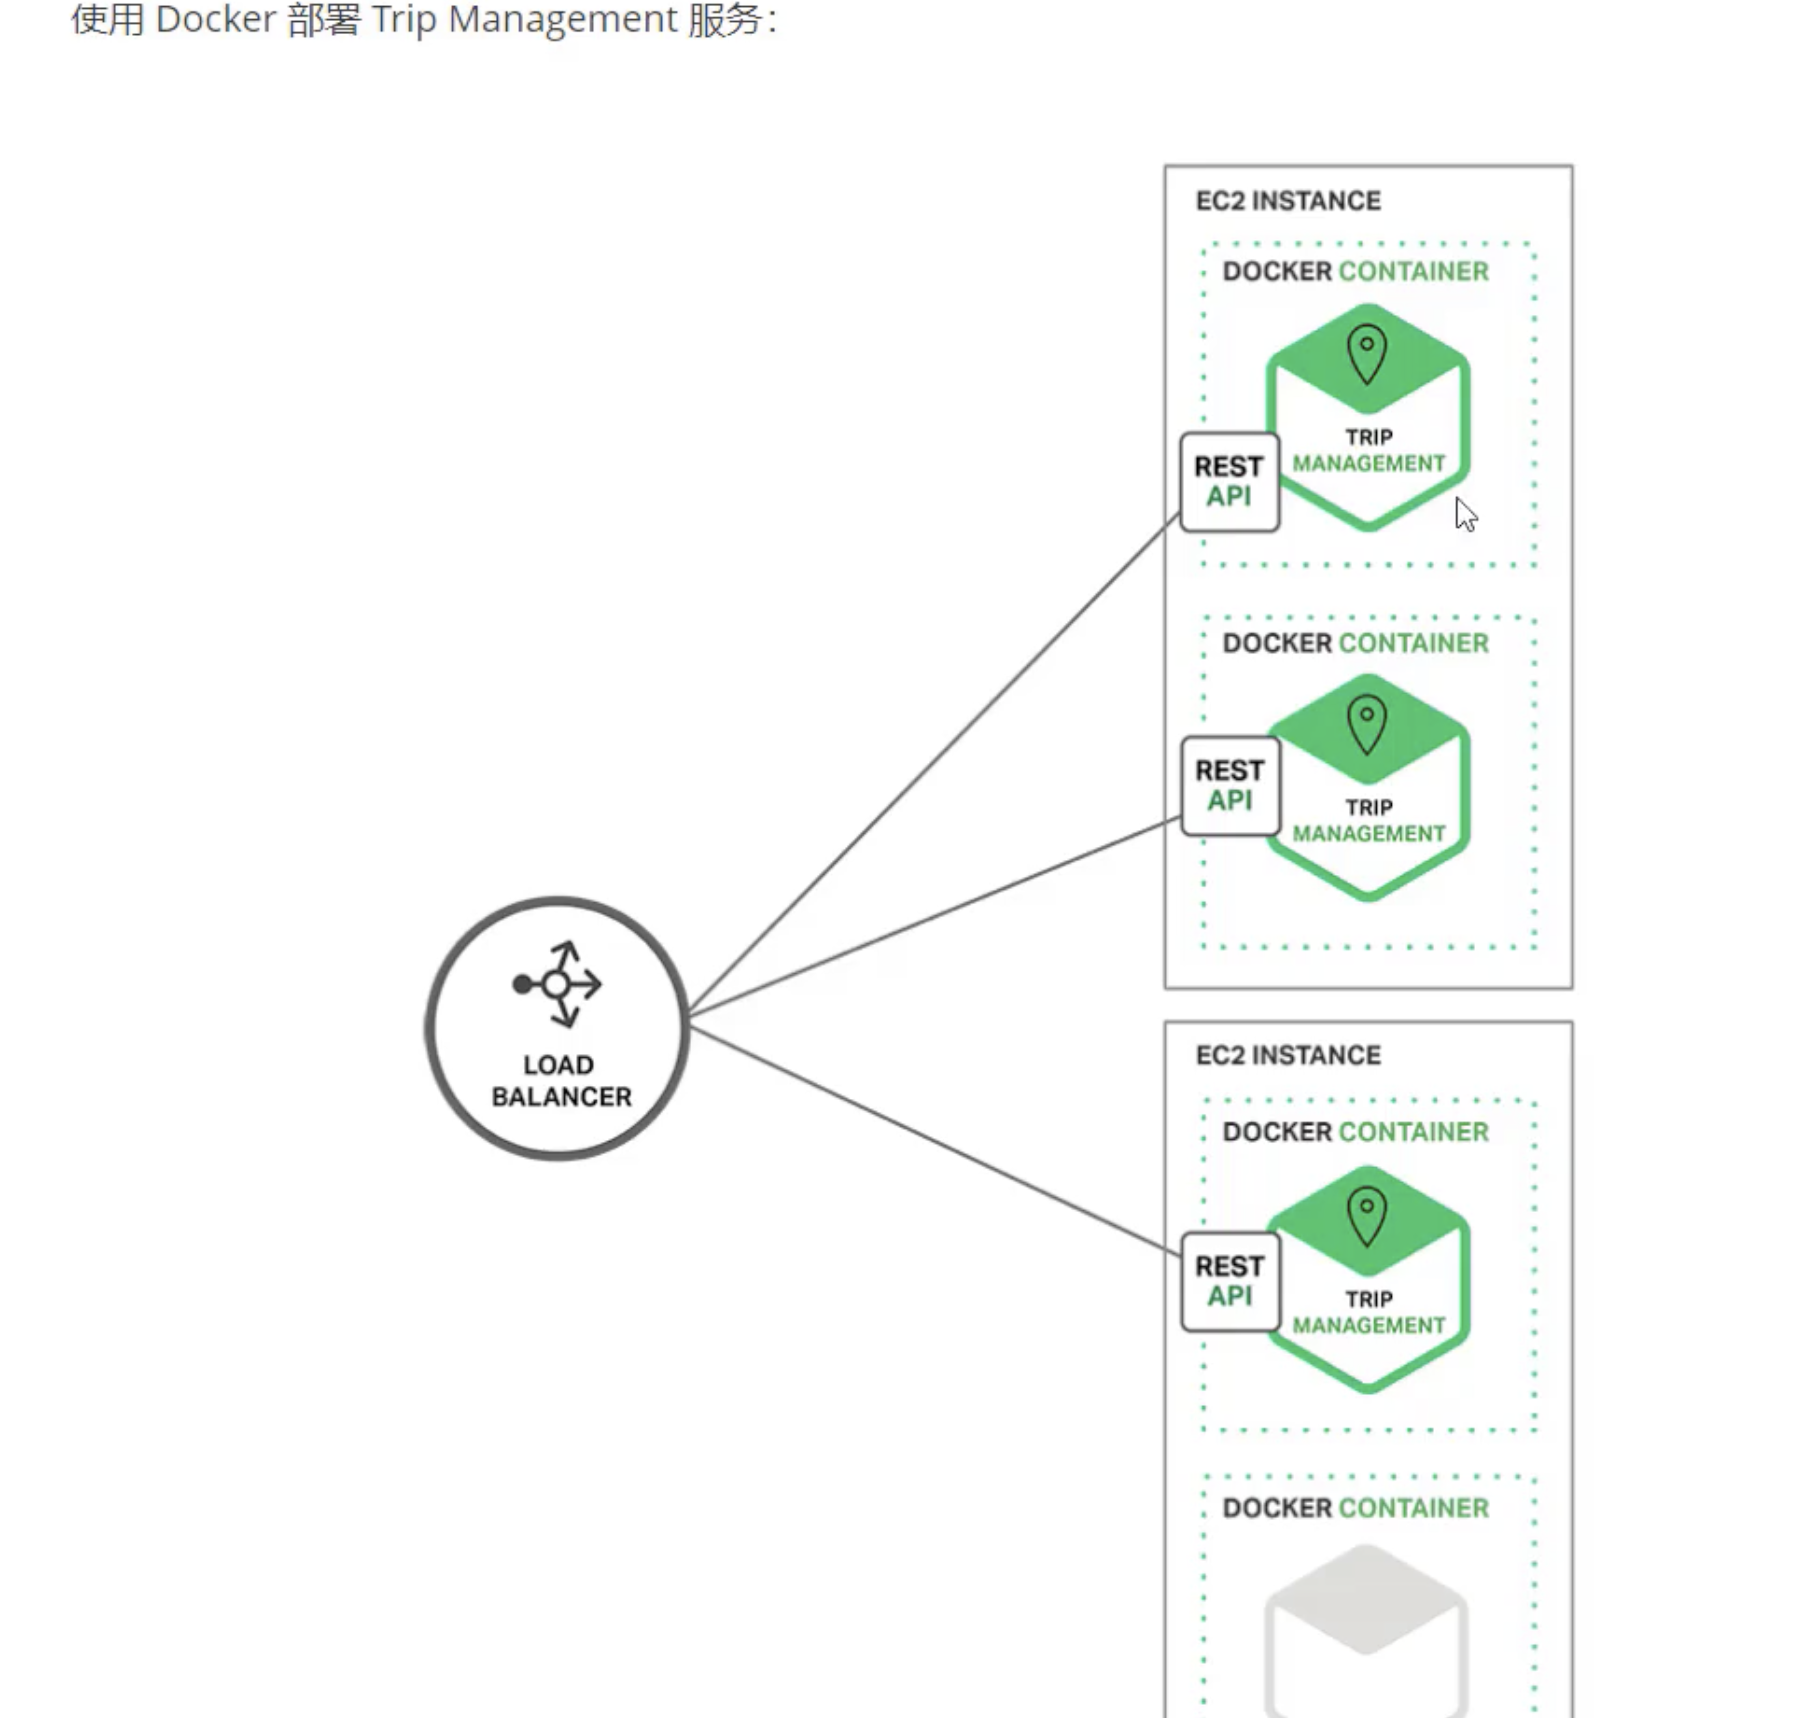 使用 Docker 部署 Trip Management 服务：
EC2 INSTANCE
DOCKER CONTAINER
TRIP
MANAGEMENT
REST
API
DOCKER CONTAINER
TRIP
MANAGEMENT
REST
API
LOAD
BALANCER
EC2 INSTANCE
DOCKER CONTAINER
TRIP
MANAGEMENT
REST
API
DOCKER CONTAINER